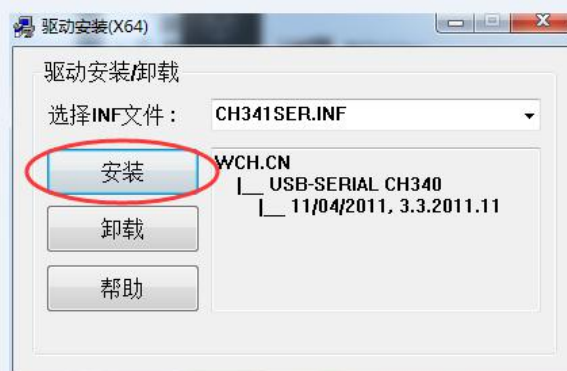 驱动安装(X64)
驱动安装/卸载
选择INF文件： CH341SER.INF
安装
WCH.CN
|__ USB-SERIAL CH340
|__ 11/04/2011, 3.3.2011.11
卸载
帮助